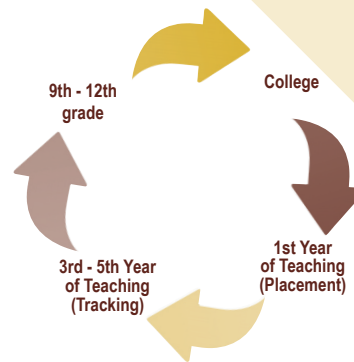 9th - 12th
grade
College
1st Year
of Teaching
(Placement)
3rd - 5th Year
of Teaching
(Tracking)